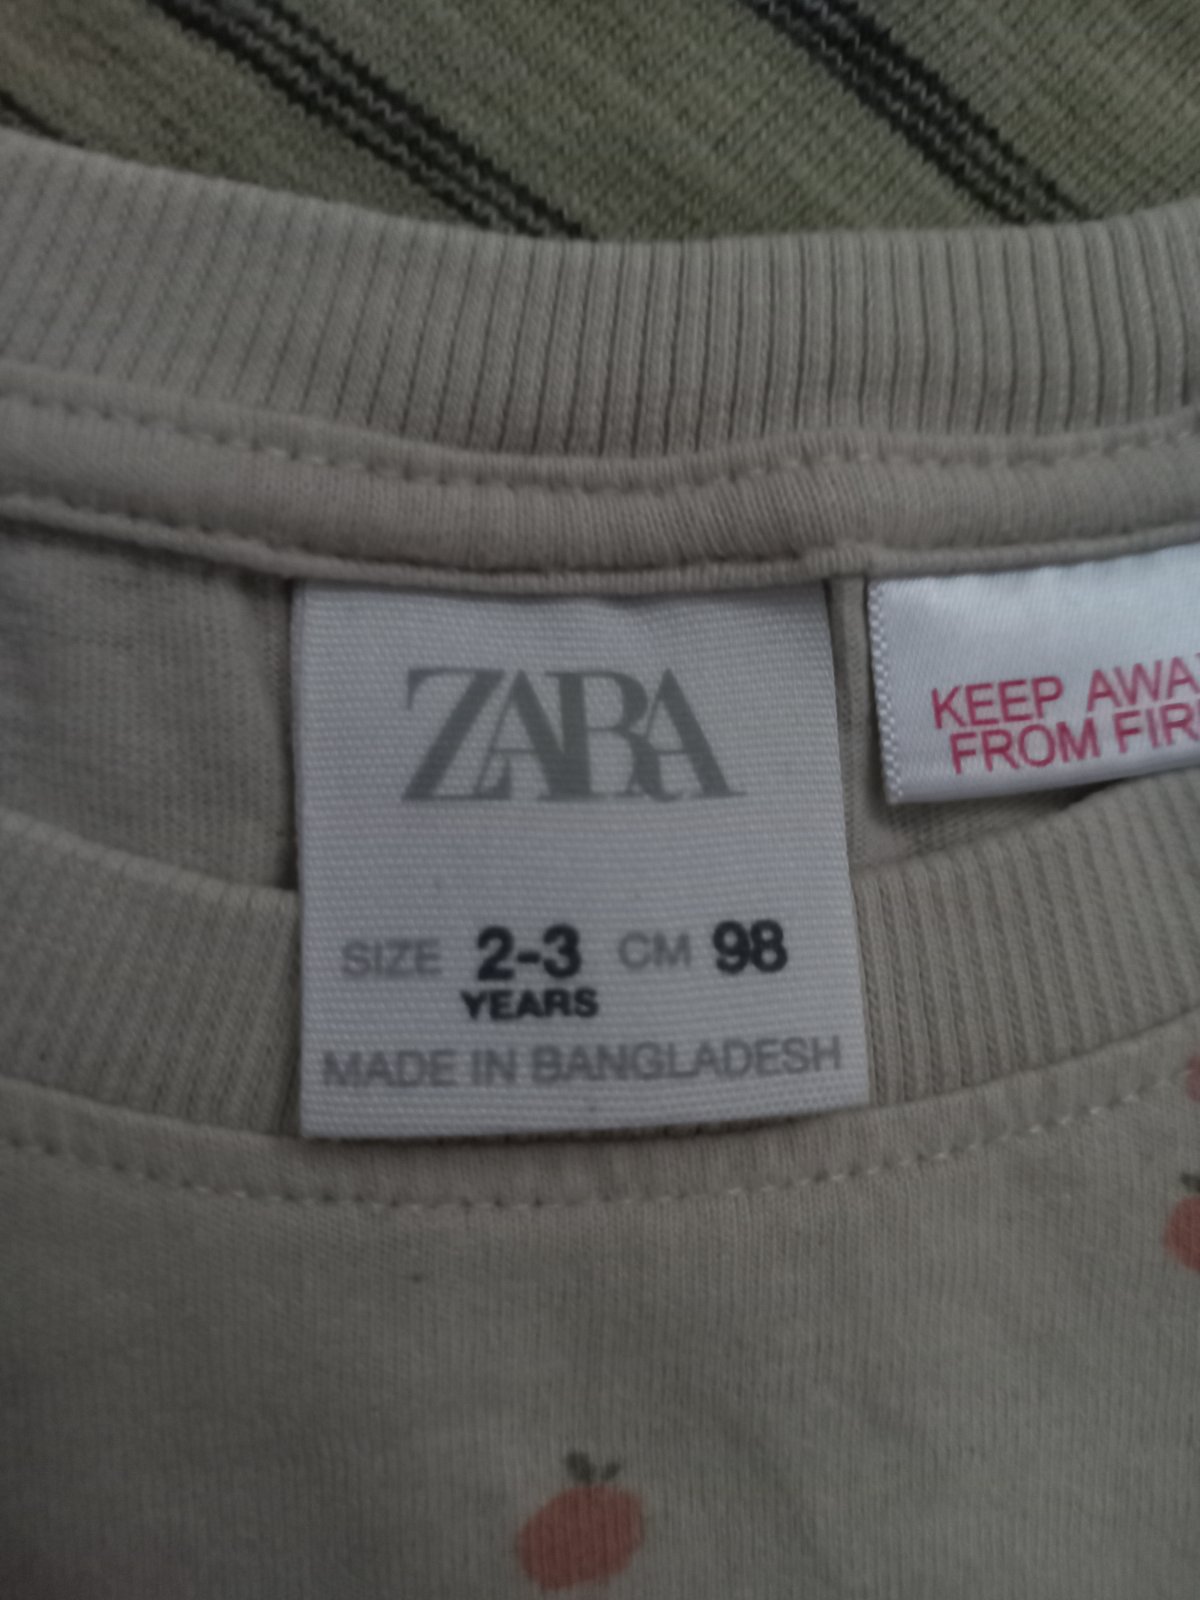 ZARA
SIZE 2-3 CM 98
YEARS
MADE IN BANGLADESH
KEEP
FROM